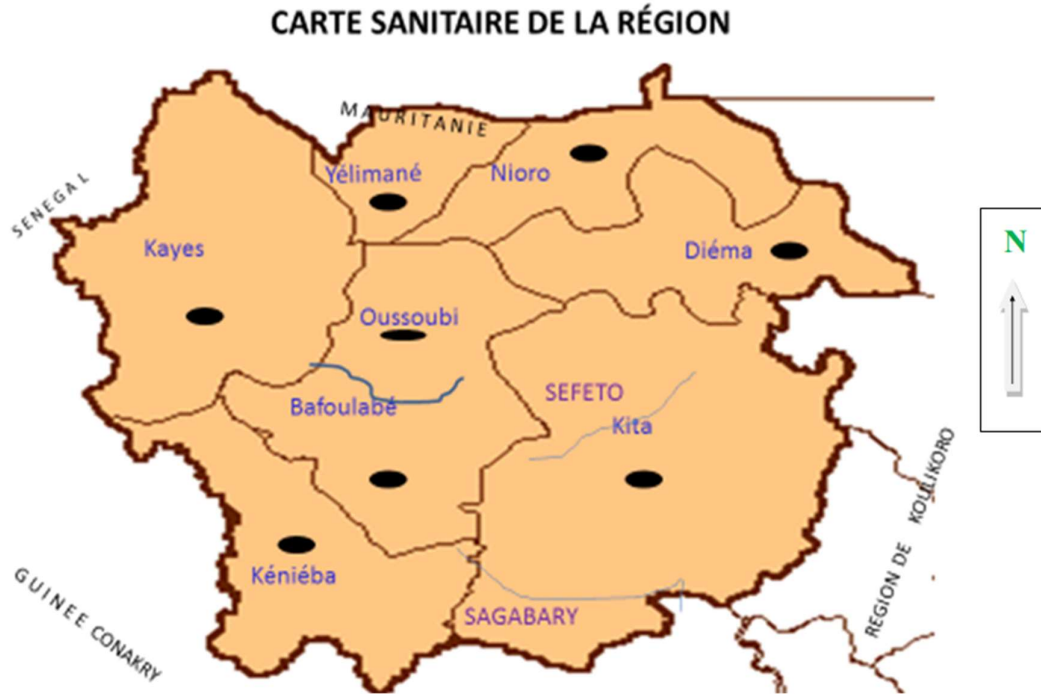 CARTE SANITAIRE DE LA RÉGION
MAURITANIE
SENEGAL
Yélimané
Nioro
Kayes
Diéma
N
Oussoubi
SEFETO
Bafoulabé
Kita
REGION DE KOULIKORO
Kéniéba
GUINEE CONAKRY
SAGABARY